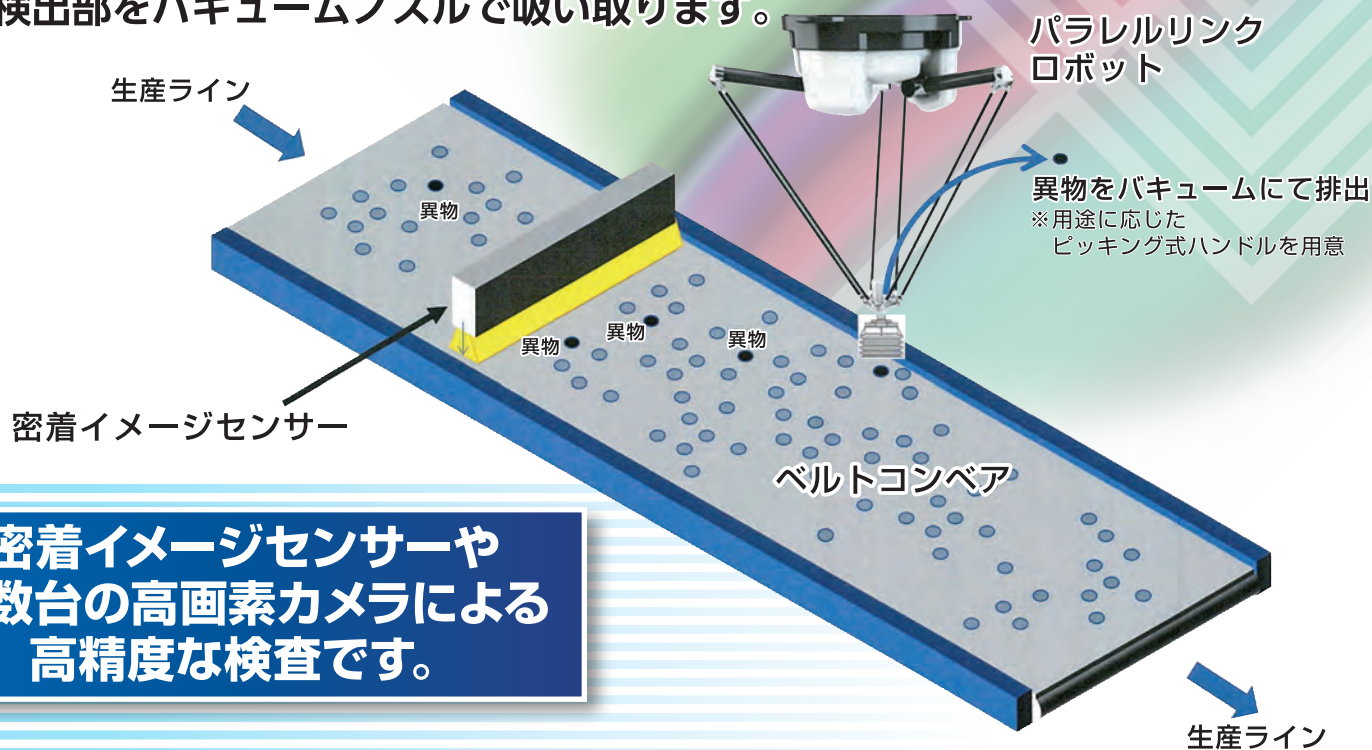 検出部をバキュームノズルで吸い取ります。
パラレルリンク
ロボット
生産ライン
異物をバキュームにて排出
※用途に応じた
ピッキング式ハンドルを用意
異物
異物
異物
異物
密着イメージセンサー
ベルトコンベア
密着イメージセンサーや
数台の高画素カメラによる
高精度な検査です。
生産ライン